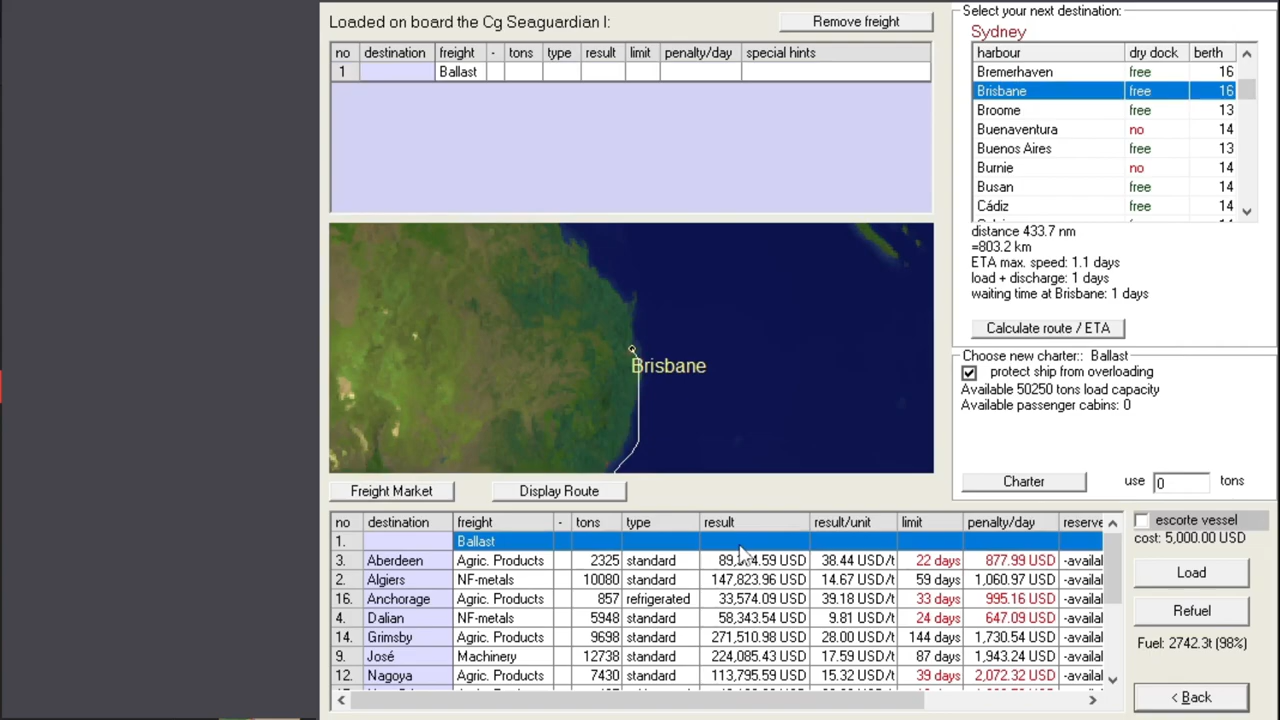 Loaded on board the Cg Seaguardian I:
Remove freight
no destination freight - tons type result limit penalty/day special hints
1 Ballast
Select your next destination:
Sydney
harbour dry dock berth
Bremerhaven free 16
Brisbane free 16
Broome free 13
Buenaventura no 14
Buenos Aires free 13
Burnie no 14
Busan free 14
Cádiz free 14
distance 433.7 nm
=803.2 km
ETA max. speed: 1.1 days
load + discharge: 1 days
waiting time at Brisbane: 1 days
Calculate route / ETA
Brisbane
Choose new charter:: Ballast
protect ship from overloading
Available 50250 tons load capacity
Available passenger cabins: 0
Charter use 0 tons
Freight Market Display Route
no destination freight - tons type result result/unit limit penalty/day reserve
1. Ballast
3. Aberdeen Agric. Products 2325 standard USD 38.44 USD/t 22 days 877.99 USD -availal
2. Algiers NF-metals 10080 standard 147,823.96 USD 14.67 USD/t 59 days 1,060.97 USD -availal
16. Anchorage Agric. Products 857 refrigerated 33,574.09 USD 39.18 USD/t 33 days 995.16 USD -availal
4. Dalian NF-metals 5948 standard 58,343.54 USD 9.81 USD/t 24 days 647.09 USD -availal
14. Grimsby Agric. Products 9698 standard 271,510.98 USD 28.00 USD/t 144 days 1,730.54 USD -availal
9. José Machinery 12738 standard 224,085.43 USD 17.59 USD/t 87 days 1,943.24 USD -availal
12. Nagoya Agric. Products 7430 standard 113,795.59 USD 15.32 USD/t 39 days 2,072.32 USD -availal
escorte vessel
cost: 5,000.00 USD
Load
Refuel
Fuel: 2742.3t (98%)
< Back